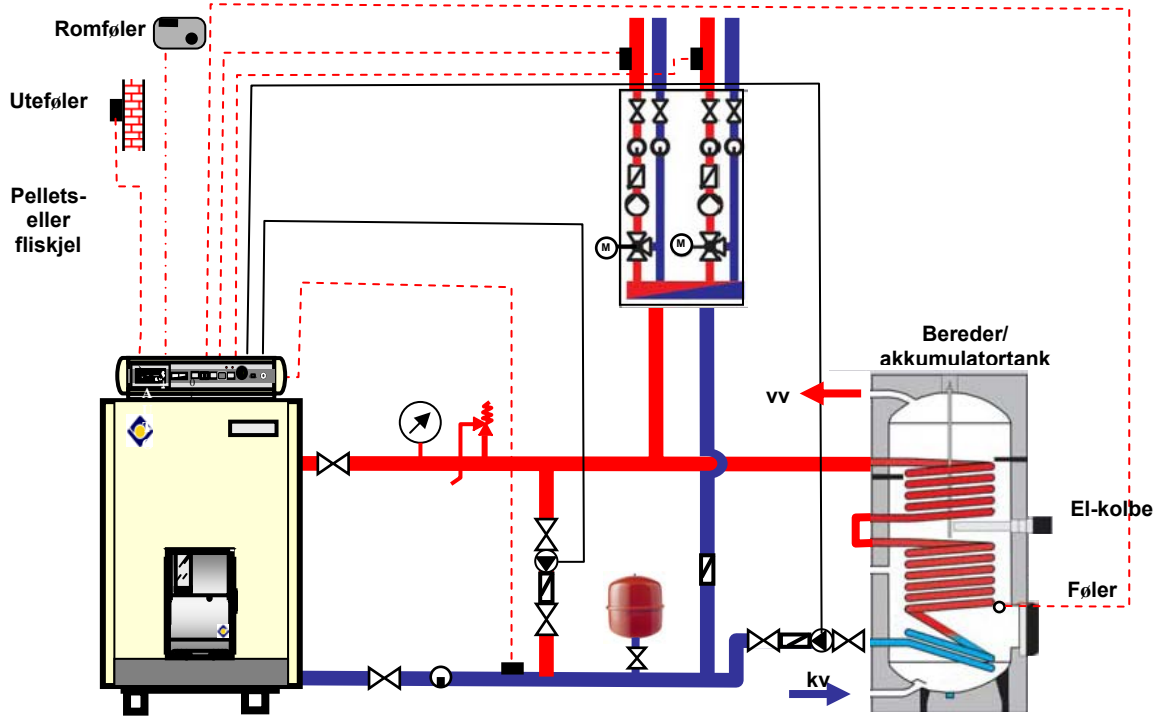 Romføler
Uteføler
Pellets-
eller
fliskjel
M
M
Bereder/
akkumulatortank
vv
A
El-kolbe
Føler
kv